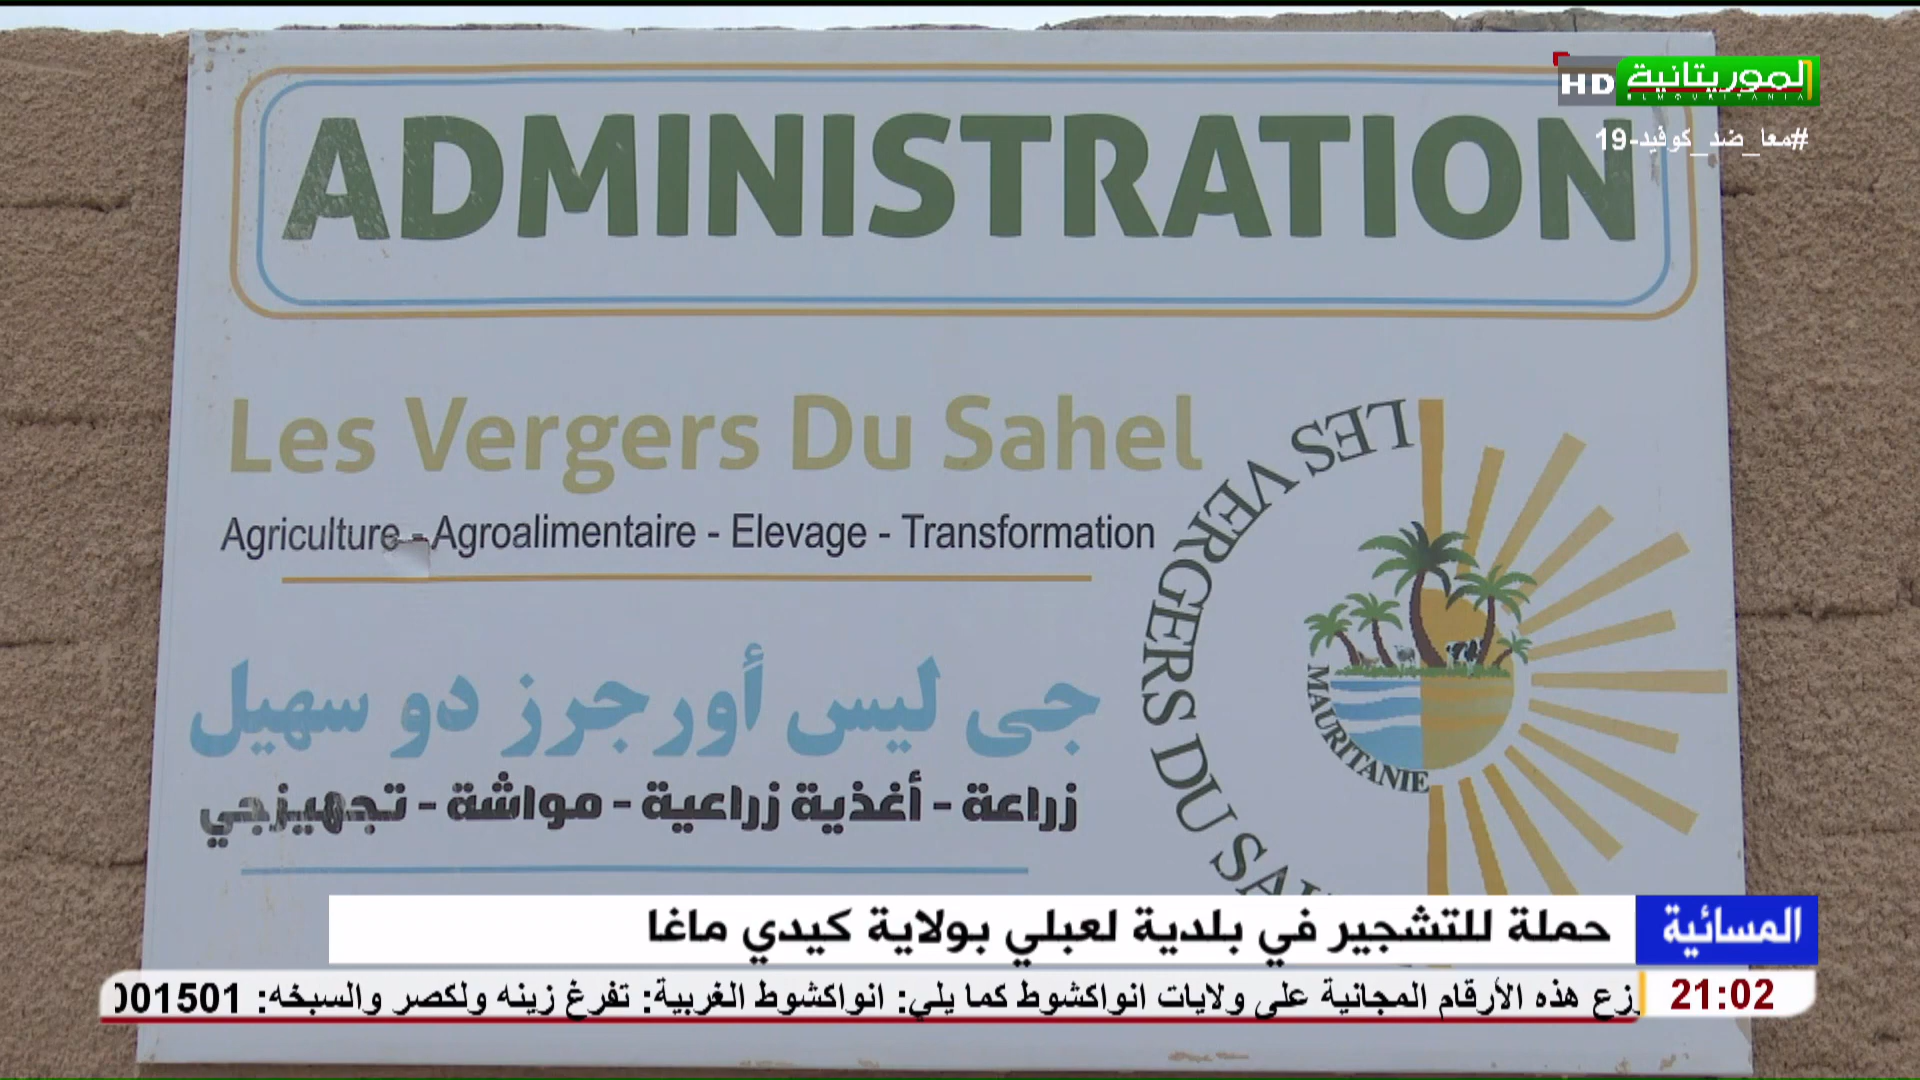 HD الموريتانية
ELMOURITANIA
#معا_ضد_كوفيد-19
ADMINISTRATION
Les Vergers Du Sahel
Agriculture - Agroalimentaire - Elevage - Transformation
جى ليس أورجرز دو سهيل
زراعة - أغذية زراعية - مواشة - تجهيزجي
LES VERGERS DU SA
MAURITANIE
المسائية
حملة للتشجير في بلدية لعبلي بولاية كيدي ماغا
هذه الأرقام المجانية على ولايات انواكشوط كما يلي: انواكشوط الغربية: تفرغ زينه ولكصر والسبخه:
21:02